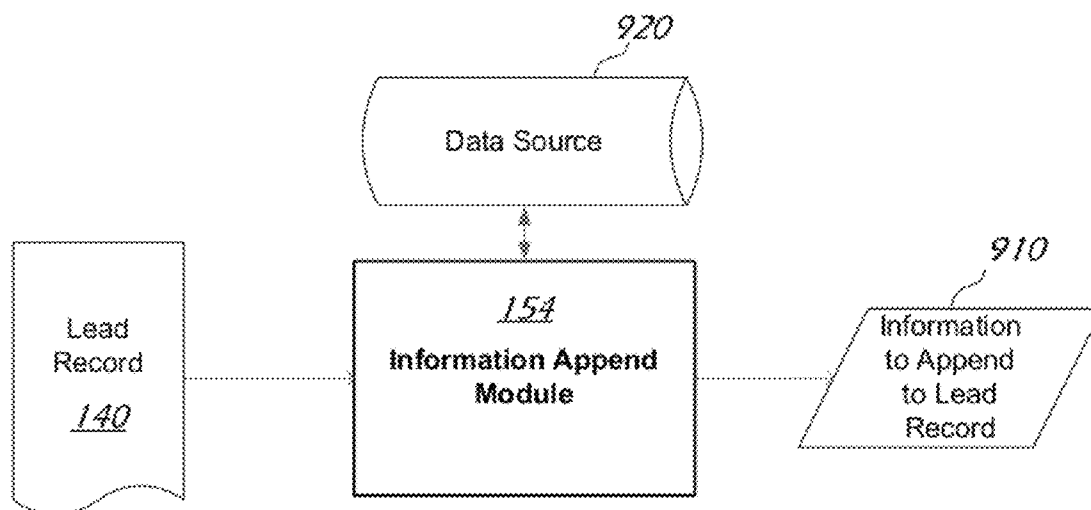 920
Data Source
910
Lead
Record
140
154
Information Append
Module
Information
to Append
to Lead
Record